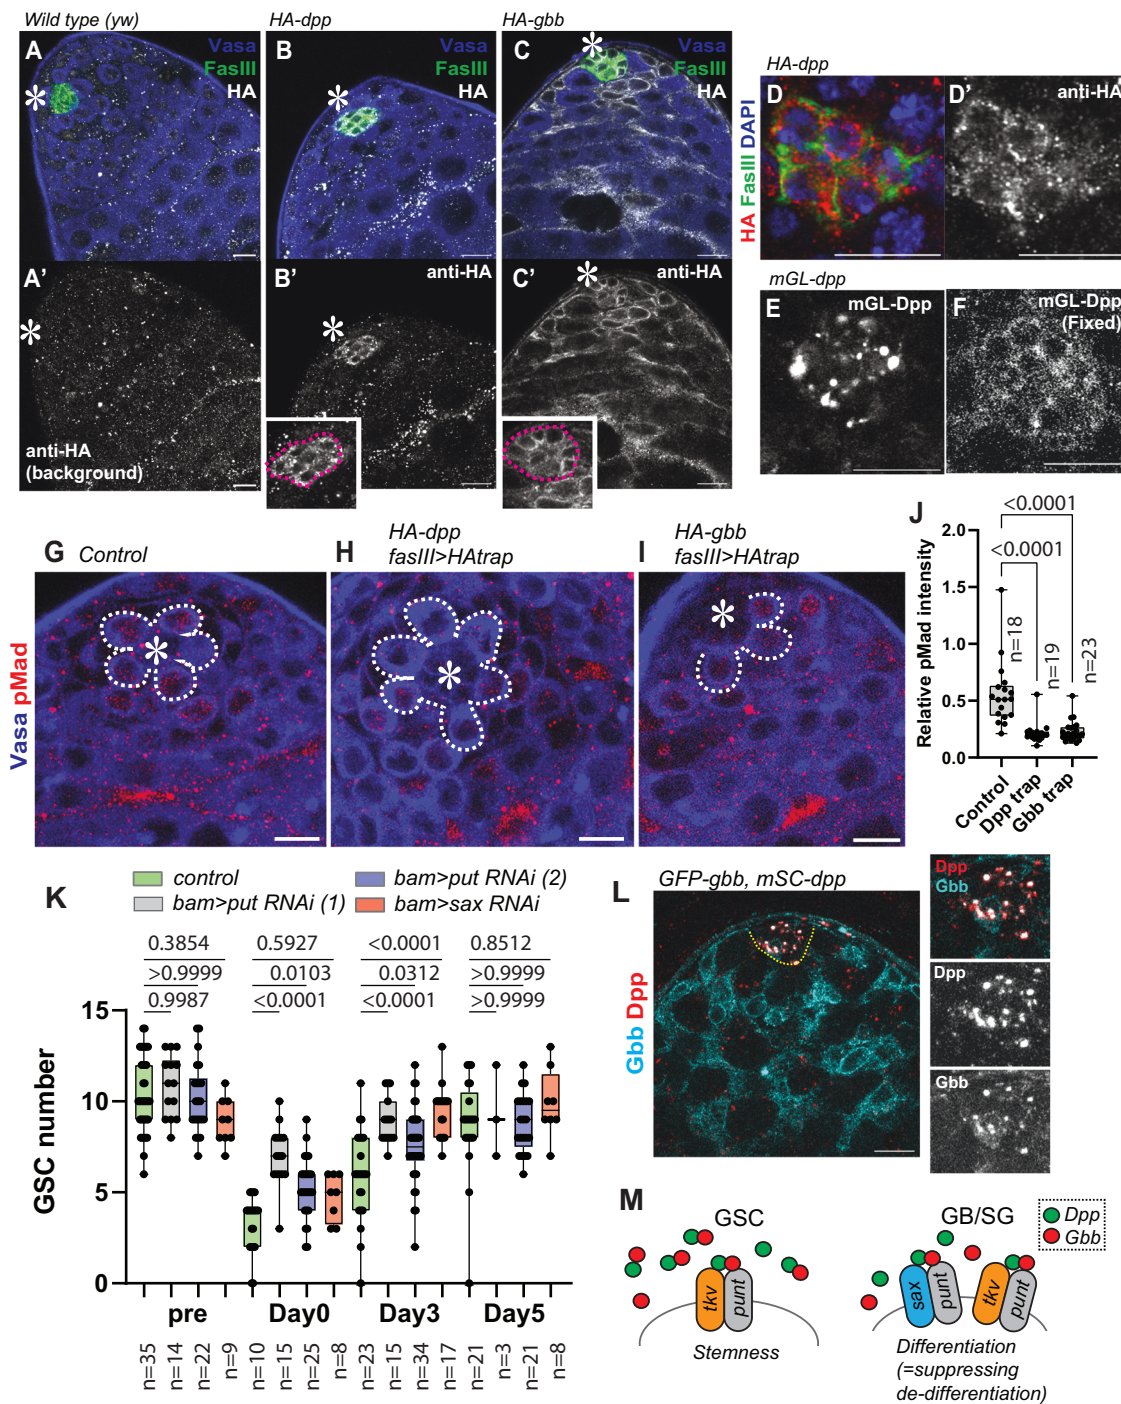 Wild type (yw)
HA-dpp
HA-gbb
A
Vasa
FasIII
HA
*
B
Vasa
FasIII
HA
*
C
Vasa
FasIII
HA
*
A'
*
anti-HA
(background)
B'
anti-HA
*
C'
anti-HA
*
HA-dpp
HA FasIII DAPI
D
D'
anti-HA
mGL-dpp
E
mGL-Dpp
F
mGL-Dpp
(Fixed)
Vasa pMad
G
Control
*
H
HA-dpp
fasIII>HAtrap
*
I
HA-gbb
fasIII>HAtrap
*
J
<0.0001
<0.0001
Relative pMad intensity
2.0
1.5
1.0
0.5
0.0
n=18
n=19
n=23
Control
Dpp trap
Gbb trap
K
control
bam>put RNAi (1)
bam>put RNAi (2)
bam>sax RNAi
0.3854
0.5927
<0.0001
0.8512
>0.9999
0.0103
0.0312
>0.9999
0.9987
<0.0001
<0.0001
>0.9999
GSC number
15
10
5
0
pre
Day0
Day3
Day5
n=35
n=14
n=22
n=9
n=10
n=15
n=25
n=8
n=23
n=15
n=34
n=17
n=21
n=3
n=21
n=8
L
GFP-gbb, mSC-dpp
Gbb Dpp
Dpp
Gbb
Dpp
Gbb
M
GSC
tkv
punt
Stemness
GB/SG
sax
punt
tkv
punt
Differentiation
(=suppressing
de-differentiation)
Dpp
Gbb